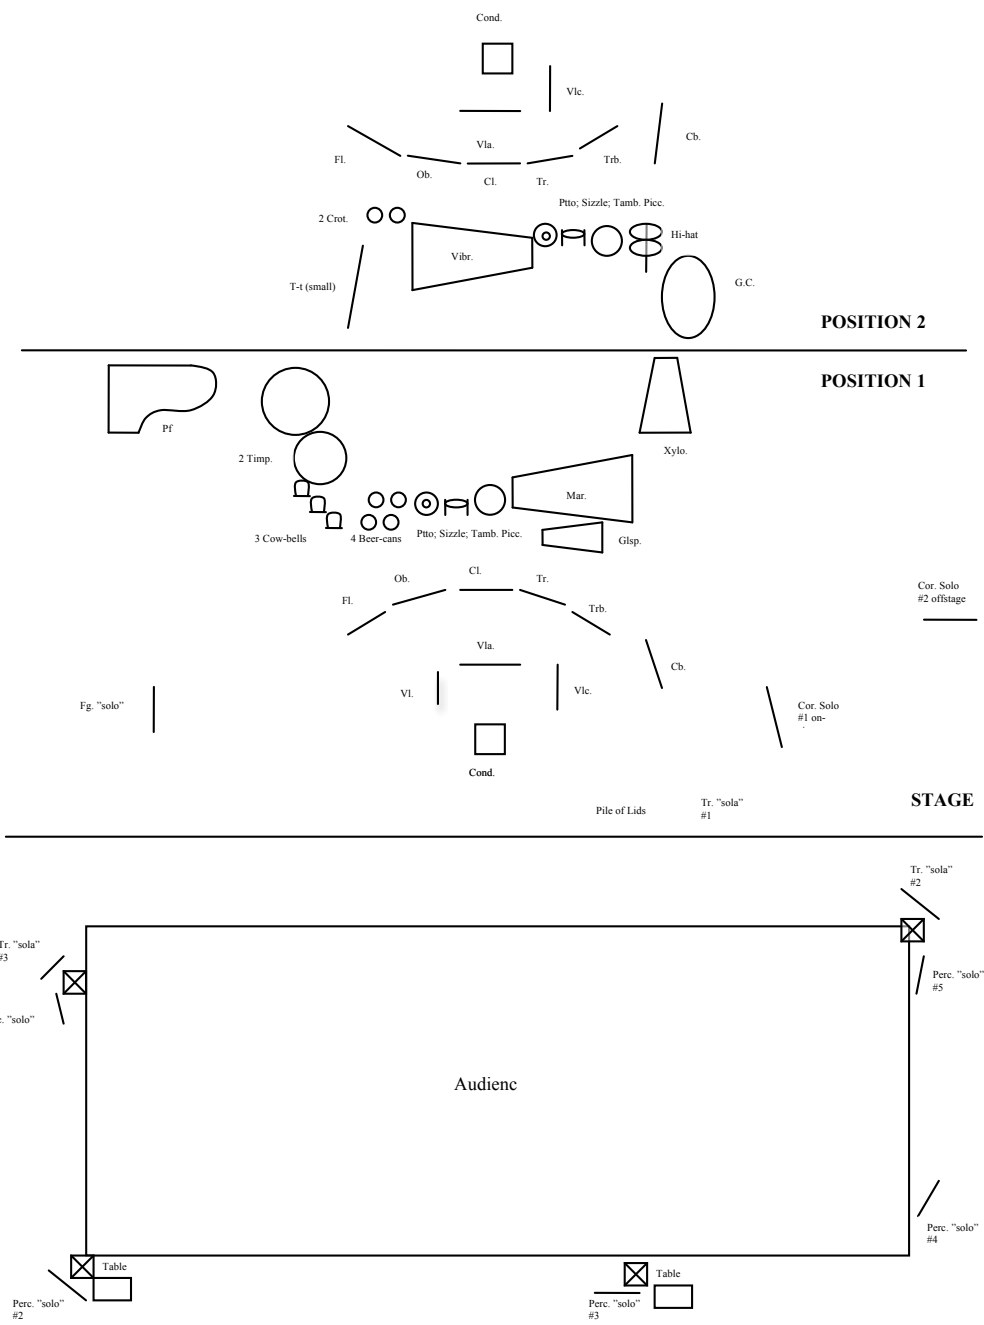 Cond.
Vlc.
Cb.
Vla.
Fl.
Trb.
Ob.
Cl.
Tr.
Ptto; Sizzle; Tamb. Picc.
2 Crot.
Hi-hat
Vibr.
T-t (small)
G.C.
POSITION 2
POSITION 1
Pf
Xylo.
2 Timp.
Mar.
3 Cow-bells
4 Beer-cans
Ptto; Sizzle; Tamb. Picc.
Glsp.
Cl.
Ob.
Tr.
Cor. Solo
#2 offstage
Fl.
Trb.
Vla.
Cb.
Vl.
Vlc.
Fg. ”solo”
Cor. Solo
#1 on-
Cond.
STAGE
Pile of Lids
Tr. ”sola”
#1
Tr. ”sola”
#2
Tr. ”sola”
#3
Perc. ”solo”
#5
”solo”
Audienc
Perc. ”solo”
#4
Table
Table
Perc. ”solo”
#2
Perc. ”solo”
#3